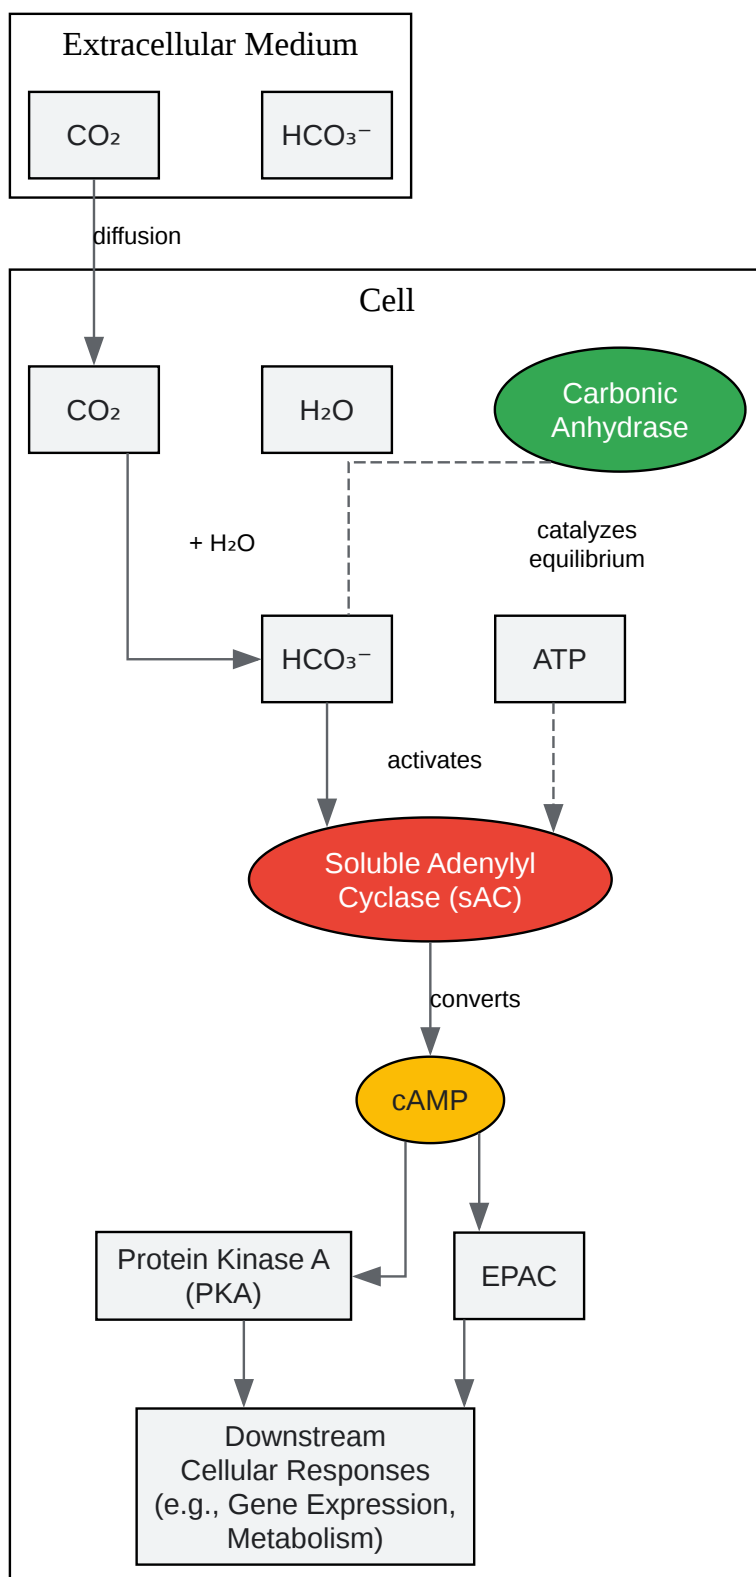 Extracellular Medium
CO₂
HCO₃⁻
diffusion
Cell
CO₂
H₂O
Carbonic
Anhydrase
+ H₂O
catalyzes
equilibrium
HCO₃⁻
ATP
activates
Soluble Adenylyl
Cyclase (sAC)
converts
cAMP
Protein Kinase A
(PKA)
EPAC
Downstream
Cellular Responses
(e.g., Gene Expression,
Metabolism)